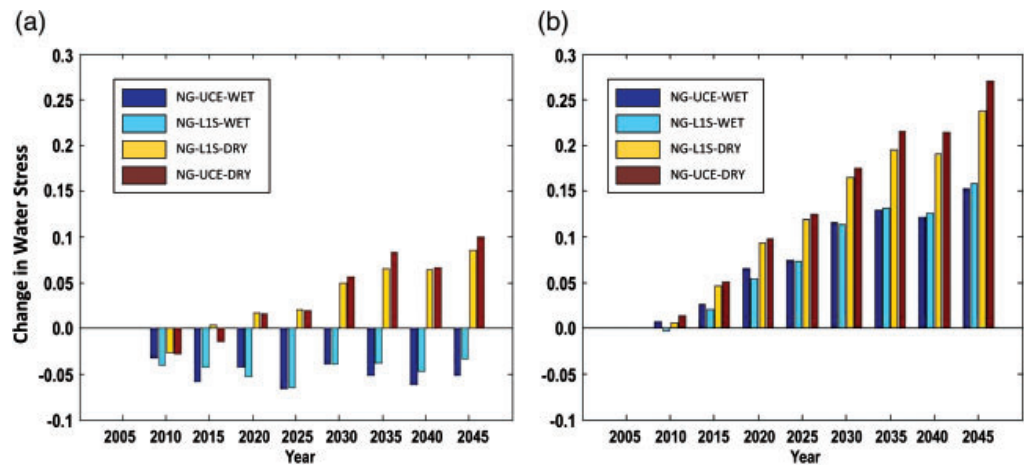 (a)
Change in Water Stress
0.3
0.25
0.2
0.15
0.1
0.05
0.0
-0.05
-0.1
NG-UCE-WET
NG-L1S-WET
NG-L1S-DRY
NG-UCE-DRY
2005 2010 2015 2020 2025 2030 2035 2040 2045
Year
(b)
0.3
0.25
0.2
0.15
0.1
0.05
0.0
-0.05
-0.1
NG-UCE-WET
NG-L1S-WET
NG-L1S-DRY
NG-UCE-DRY
2005 2010 2015 2020 2025 2030 2035 2040 2045
Year